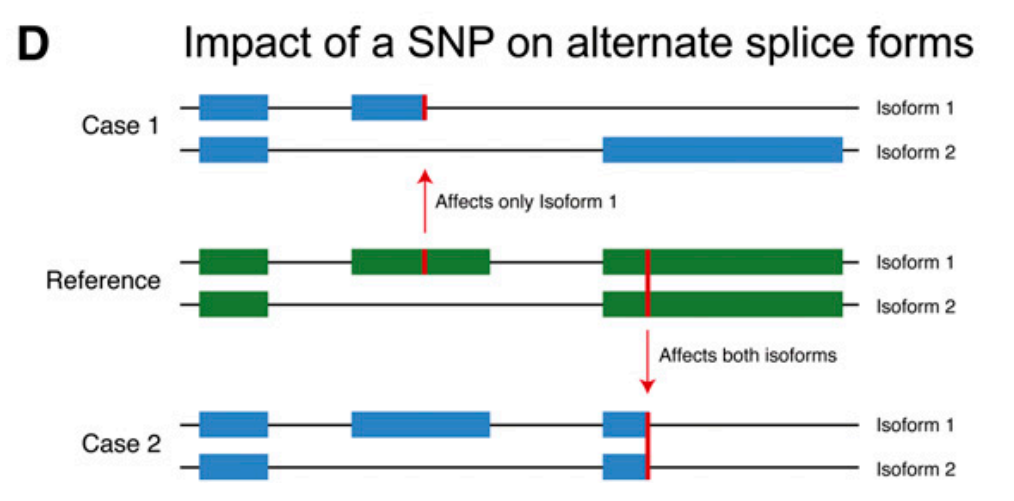 D
Impact of a SNP on alternate splice forms
Case 1
Isoform 1
Isoform 2
Affects only Isoform 1
Reference
Isoform 1
Isoform 2
Affects both isoforms
Case 2
Isoform 1
Isoform 2